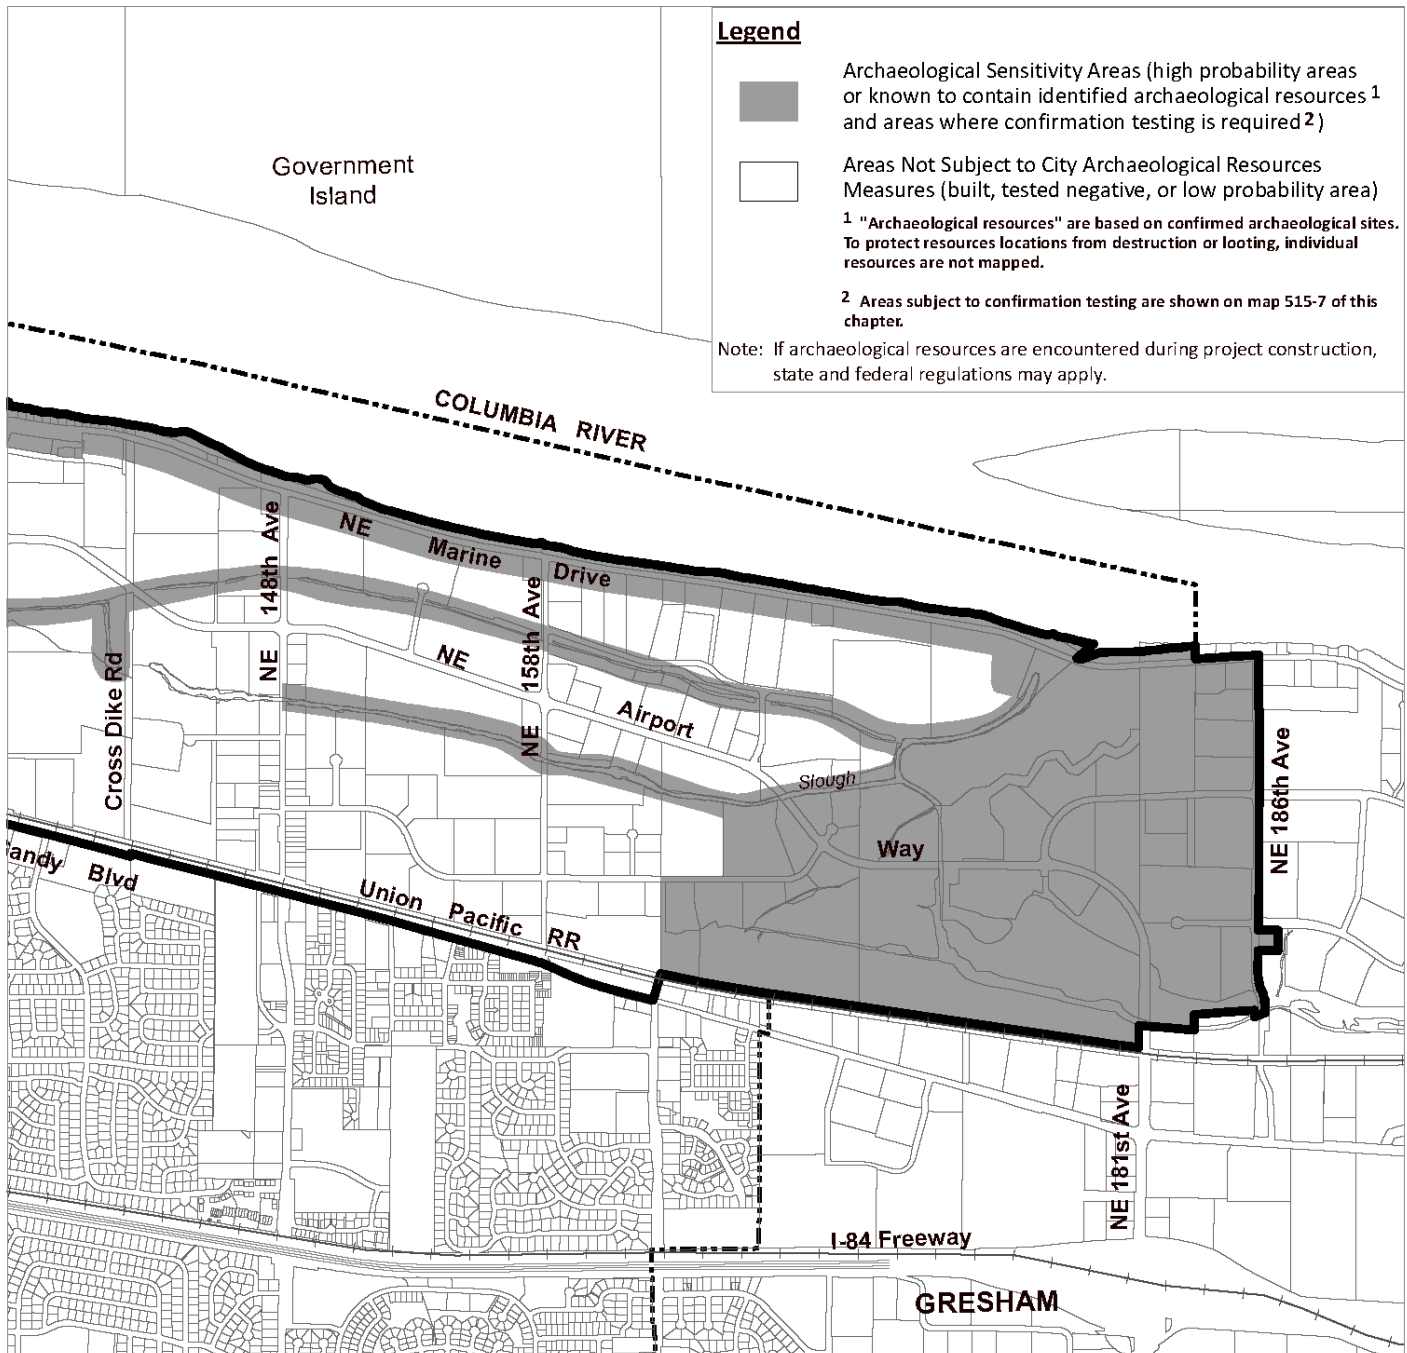 Legend
Archaeological Sensitivity Areas (high probability areas
or known to contain identified archaeological resources 1
and areas where confirmation testing is required 2 )
Areas Not Subject to City Archaeological Resources
Measures (built, tested negative, or low probability area)
1 "Archaeological resources" are based on confirmed archaeological sites.
To protect resources locations from destruction or looting, individual
resources are not mapped.
2 Areas subject to confirmation testing are shown on map 515-7 of this
chapter.
Note: If archaeological resources are encountered during project construction,
state and federal regulations may apply.
Government
Island
COLUMBIA RIVER
NE Marine Drive
NE 148th Ave
NE 158th Ave
NE Airport Way
Cross Dike Rd
Slough
NE 186th Ave
andy Blvd
Union Pacific RR
NE 181st Ave
I-84 Freeway
GRESHAM